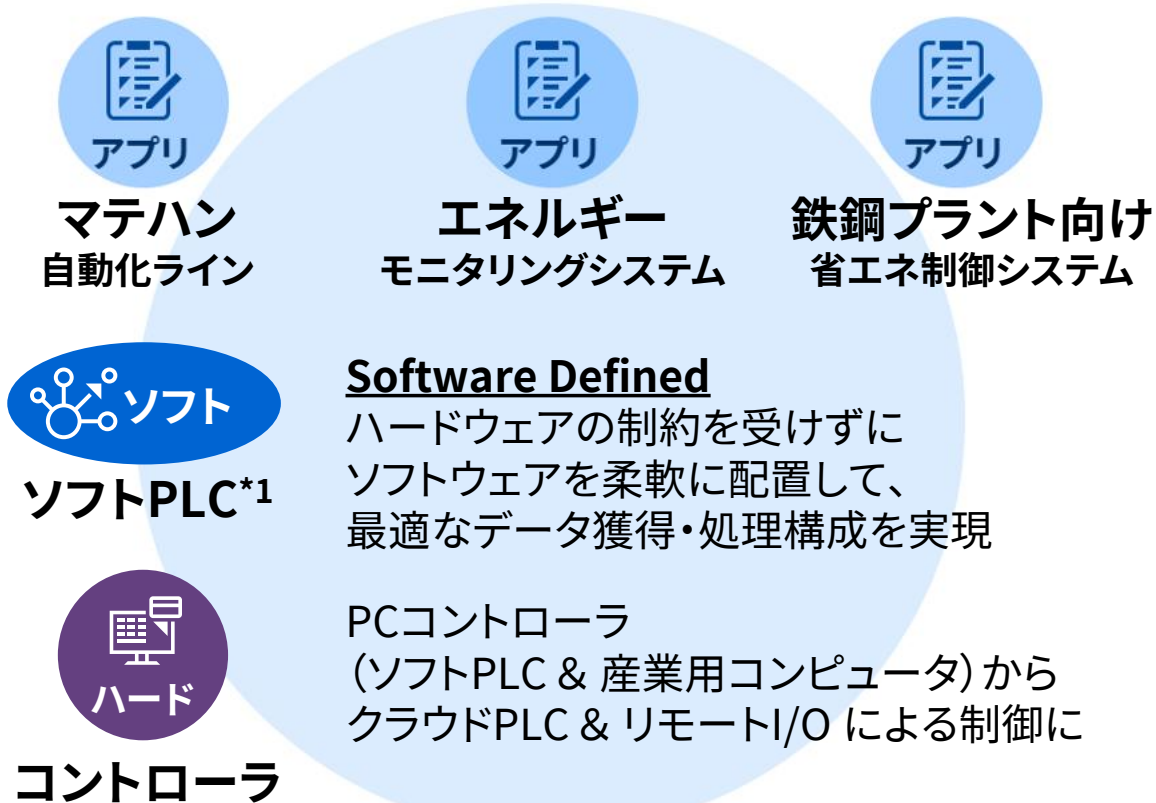 アプリ
アプリ
アプリ
マテハン
自動化ライン
エネルギー
モニタリングシステム
鉄鋼プラント向け
省エネ制御システム
ソフト
ソフトPLC*1
Software Defined
ハードウェアの制約を受けずに
ソフトウェアを柔軟に配置して、
最適なデータ獲得・処理構成を実現
ハード
コントローラ
PCコントローラ
（ソフトPLC & 産業用コンピュータ）から
クラウドPLC & リモートI/O による制御に